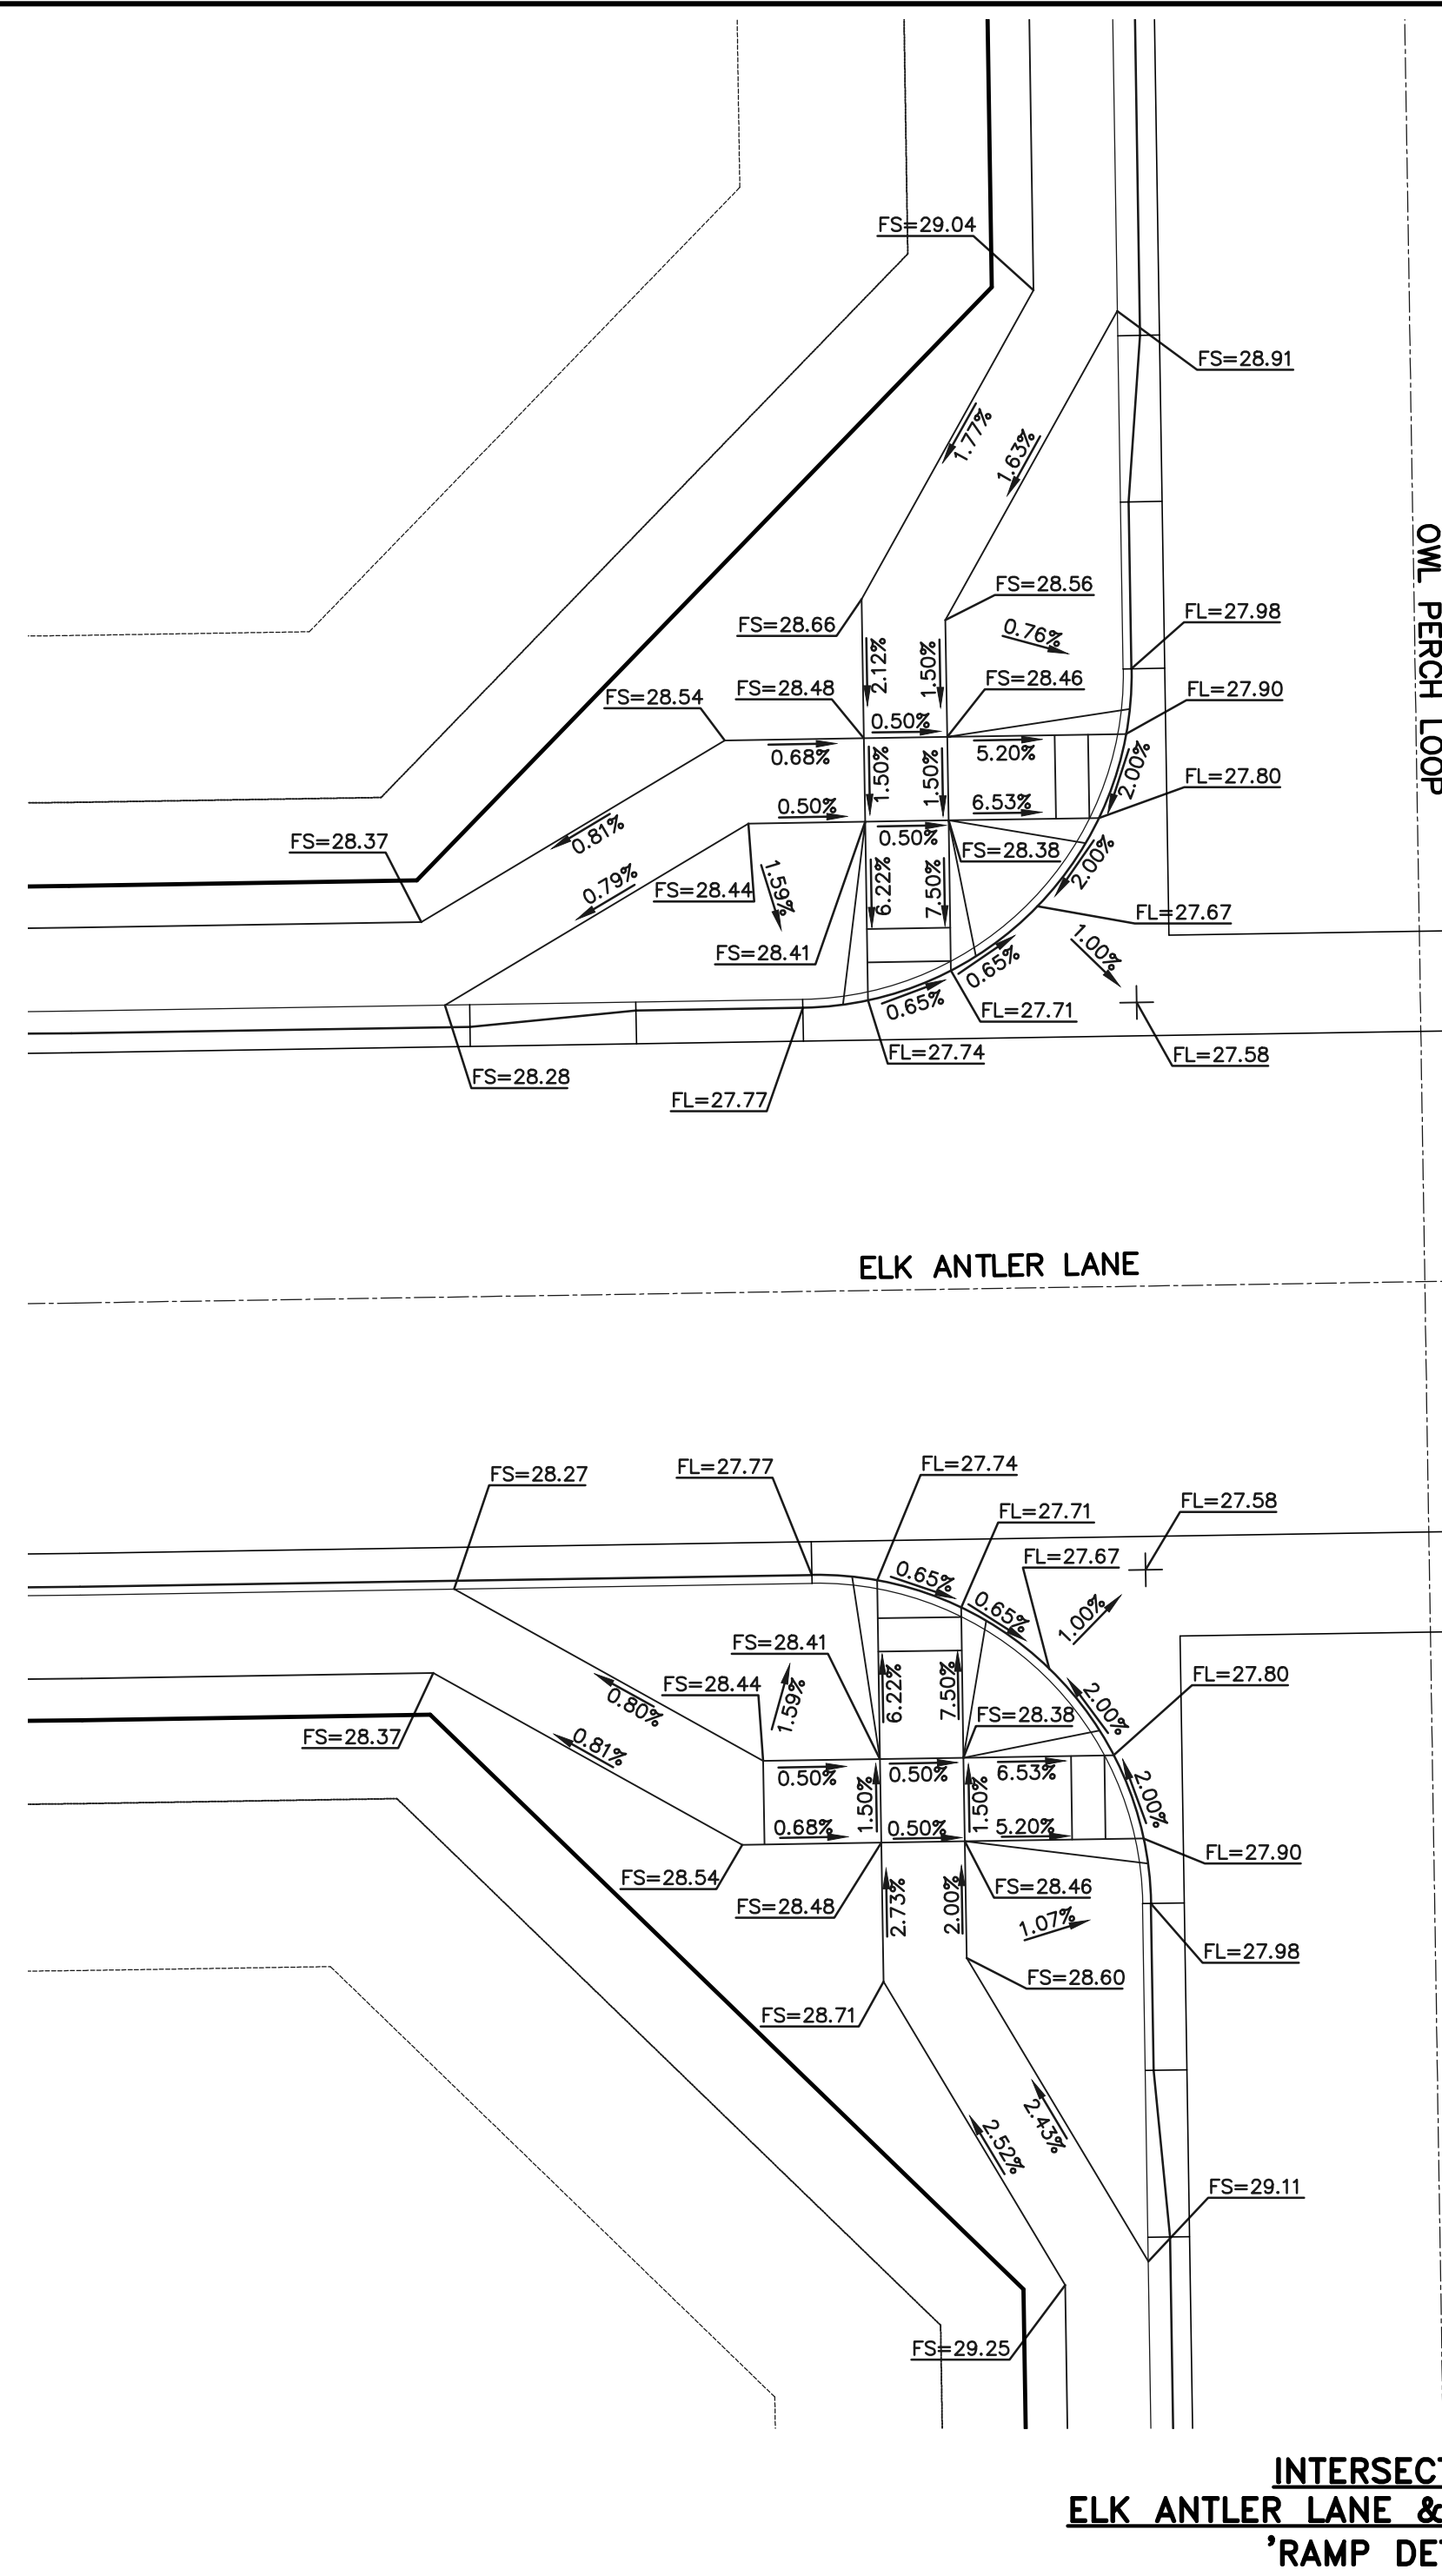 FS=29.04
FS=28.91
1.77%
1.63%
OWL PERCH LOOP
FS=28.56
FS=28.66
FL=27.98
0.76%
2.12%
1.50%
FS=28.46
FS=28.48
FS=28.54
FL=27.90
0.50%
0.68%
5.20%
1.50%
1.50%
2.00%
FL=27.80
0.50%
6.53%
0.81%
FS=28.37
0.50%
FS=28.38
2.00%
0.79%
FS=28.44
1.59%
6.22%
7.50%
FL=27.67
FS=28.41
1.00%
0.65%
0.65%
FL=27.71
FL=27.74
FL=27.58
FS=28.28
FL=27.77
ELK ANTLER LANE
FS=28.27
FL=27.77
FL=27.74
FL=27.71
FL=27.58
FL=27.67
0.65%
0.65%
1.00%
FS=28.41
FS=28.44
FL=27.80
0.80%
1.59%
6.22%
7.50%
2.00%
FS=28.38
FS=28.37
0.81%
0.50%
0.50%
6.53%
1.50%
1.50%
2.00%
0.68%
0.50%
5.20%
FL=27.90
FS=28.54
FS=28.46
FS=28.48
2.73%
2.00%
1.07%
FL=27.98
FS=28.60
FS=28.71
2.43%
2.52%
FS=29.11
FS=29.25
INTERSECT
ELK ANTLER LANE &
'RAMP DET